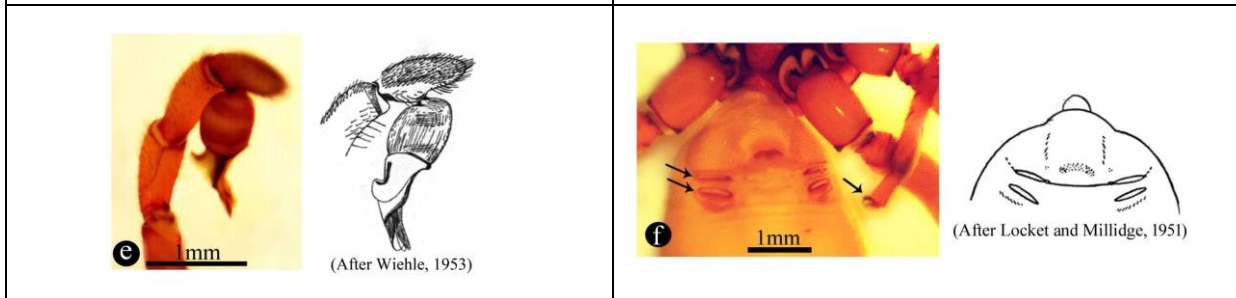 e
1mm
(After Wiehle, 1953)
f
1mm
(After Locket and Millidge, 1951)